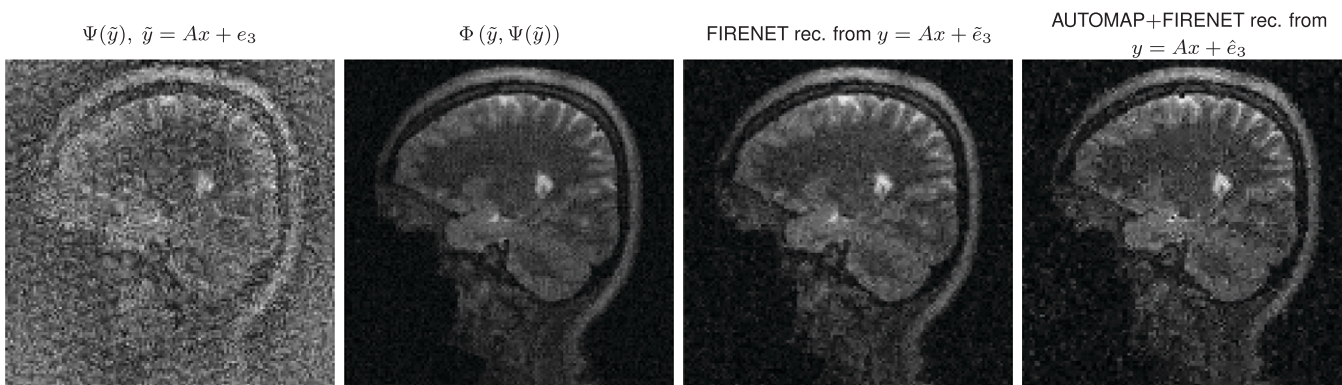 Ψ(ỹ), ỹ = Ax + e₃
Φ (ỹ, Ψ(ỹ))
FIRENET rec. from y = Ax + ẽ₃
AUTOMAP+FIRENET rec. from
y = Ax + ê₃